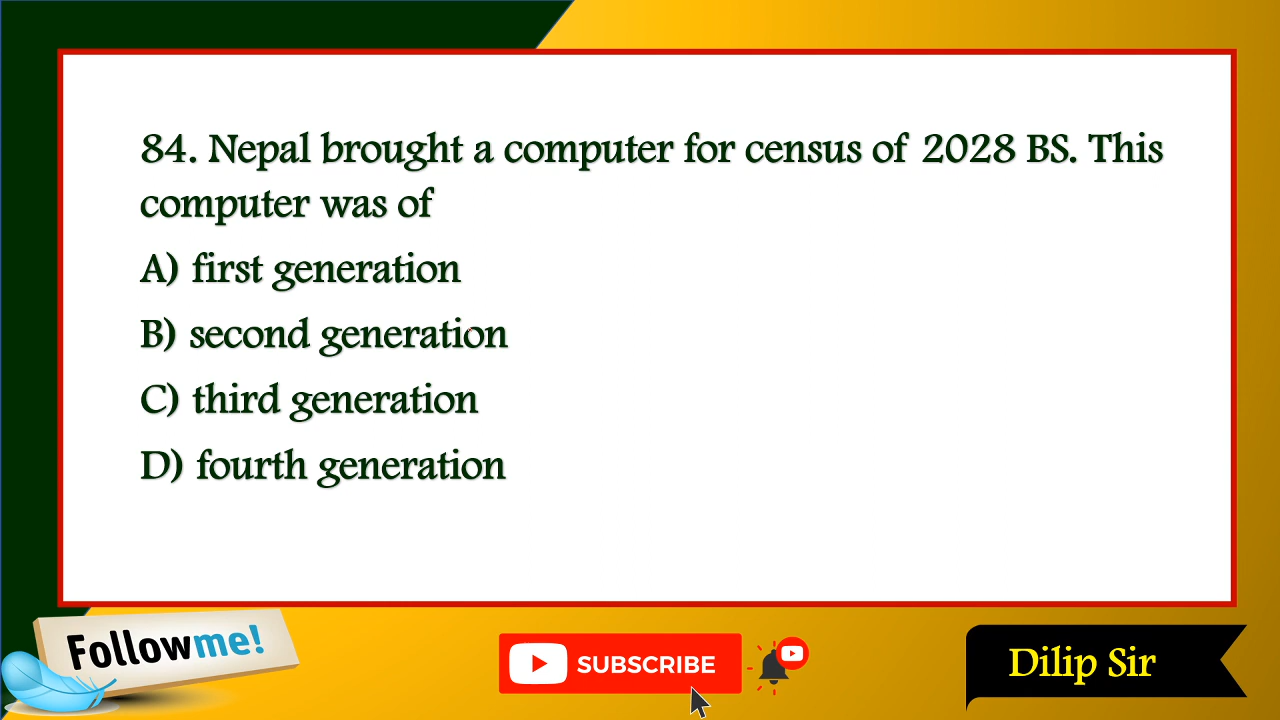 84. Nepal brought a computer for census of 2028 BS. This
computer was of
A) first generation
B) second generation
C) third generation
D) fourth generation
Followme!
SUBSCRIBE
Dilip Sir